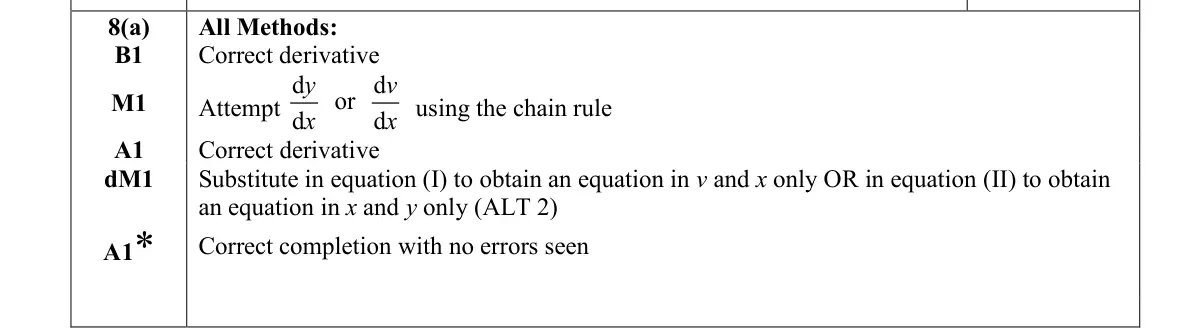 8(a) All Methods:
B1 Correct derivative
M1 Attempt dy/dx or dv/dx using the chain rule
A1 Correct derivative
dM1 Substitute in equation (I) to obtain an equation in v and x only OR in equation (II) to obtain
an equation in x and y only (ALT 2)
A1* Correct completion with no errors seen